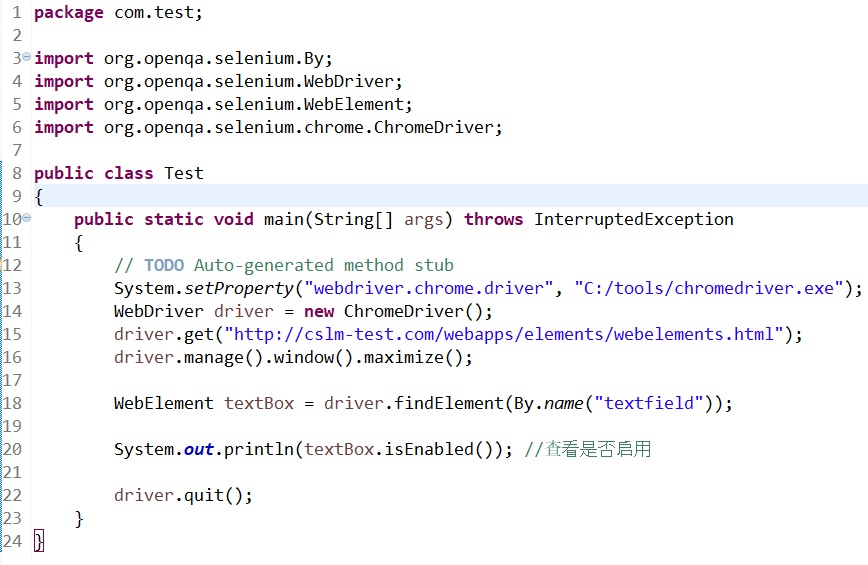 1 package com.test;
2
3 import org.openqa.selenium.By;
4 import org.openqa.selenium.WebDriver;
5 import org.openqa.selenium.WebElement;
6 import org.openqa.selenium.chrome.ChromeDriver;
7
8 public class Test
9 {
10     public static void main(String[] args) throws InterruptedException
11     {
12         // TODO Auto-generated method stub
13         System.setProperty("webdriver.chrome.driver", "C:/tools/chromedriver.exe");
14         WebDriver driver = new ChromeDriver();
15         driver.get("http://cslm-test.com/webapps/elements/webelements.html");
16         driver.manage().window().maximize();
17
18         WebElement textBox = driver.findElement(By.name("textfield"));
19
20         System.out.println(textBox.isEnabled()); //查看是否启用
21
22         driver.quit();
23     }
24 }